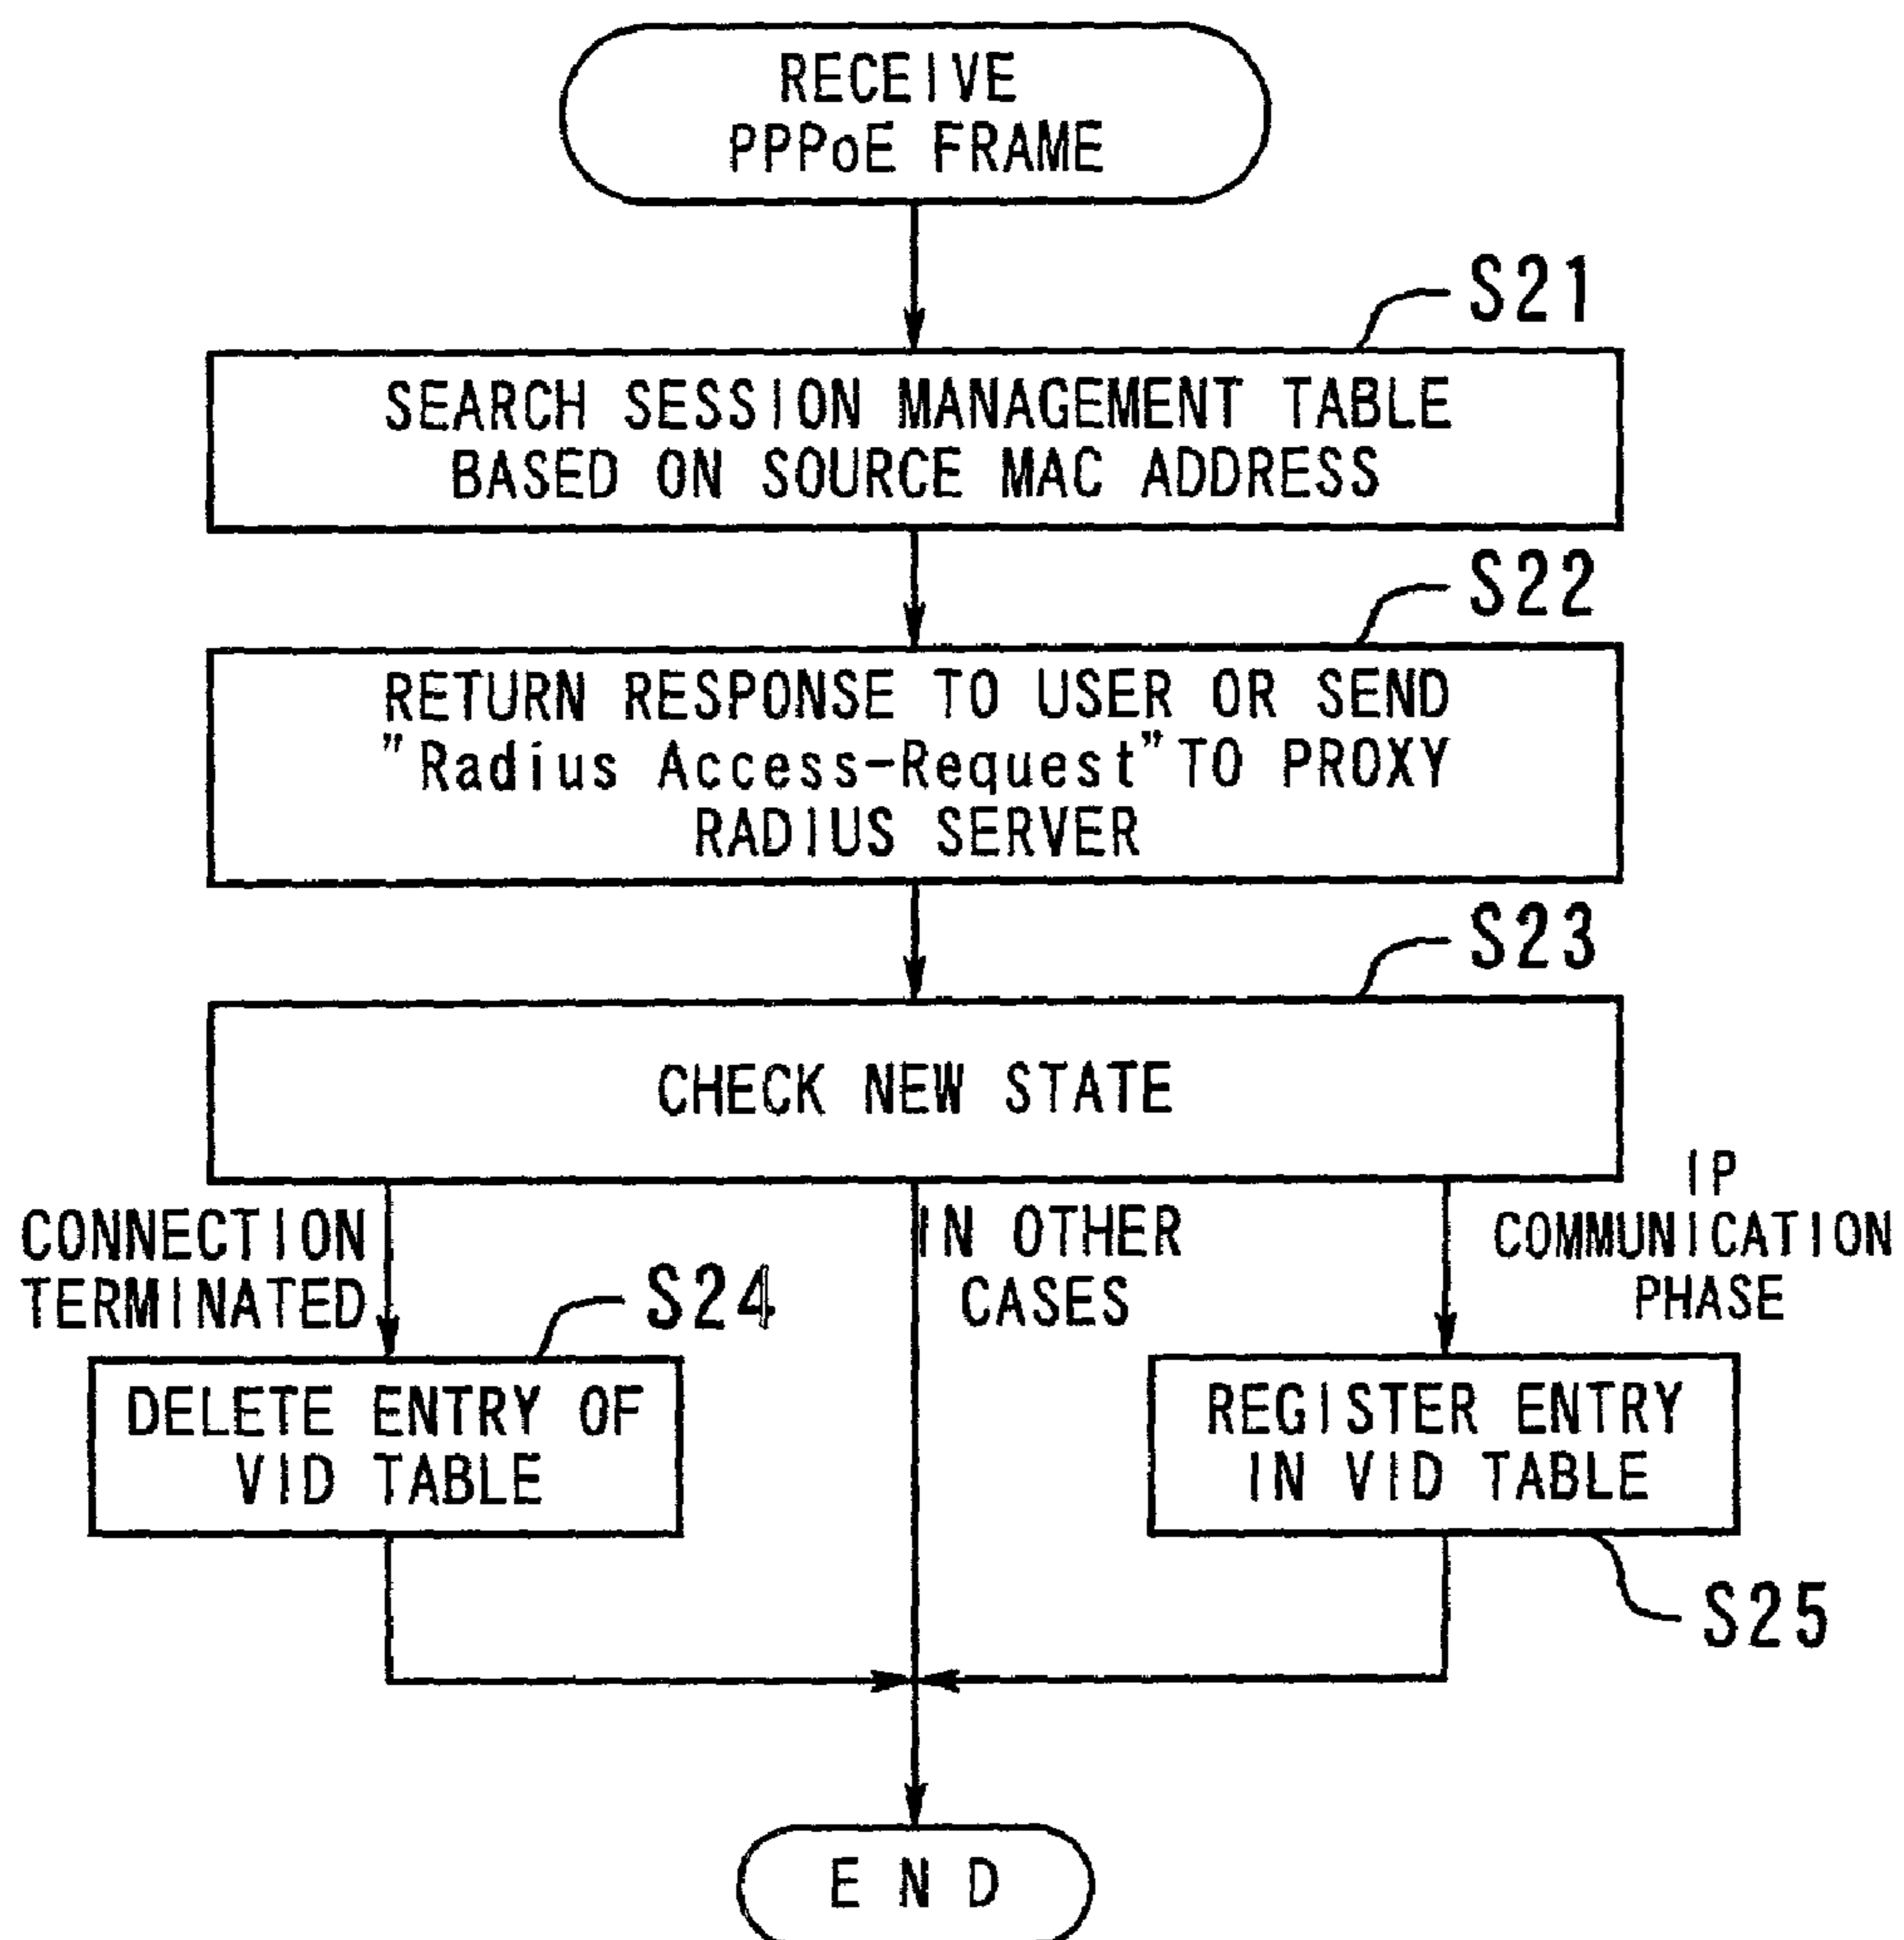 RECEIVE
PPPoE FRAME
S21
SEARCH SESSION MANAGEMENT TABLE
BASED ON SOURCE MAC ADDRESS
S22
RETURN RESPONSE TO USER OR SEND
"Radius Access-Request" TO PROXY
RADIUS SERVER
S23
CHECK NEW STATE
CONNECTION
TERMINATED
IN OTHER
CASES
IP
COMMUNICATION
PHASE
S24
DELETE ENTRY OF
VID TABLE
REGISTER ENTRY
IN VID TABLE
S25
END